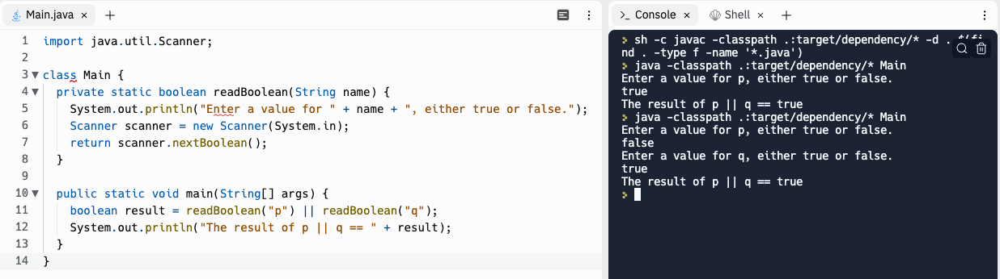 Main.java × +
1 import java.util.Scanner;
2
3 class Main {
4 private static boolean readBoolean(String name) {
5 System.out.println("Enter a value for " + name + ", either true or false.");
6 Scanner scanner = new Scanner(System.in);
7 return scanner.nextBoolean();
8 }
9
10 public static void main(String[] args) {
11 boolean result = readBoolean("p") || readBoolean("q");
12 System.out.println("The result of p || q == " + result);
13 }
14 }
>_ Console × Shell × +
sh -c javac -classpath .:target/dependency/* -d . $(fi
nd . -type f -name '*.java')
java -classpath .:target/dependency/* Main
Enter a value for p, either true or false.
true
The result of p || q == true
java -classpath .:target/dependency/* Main
Enter a value for p, either true or false.
false
Enter a value for q, either true or false.
true
The result of p || q == true